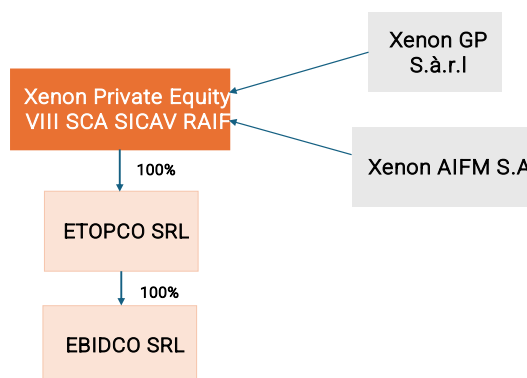 Xenon GP
S.à.r.l
Xenon Private Equity
VIII SCA SICAV RAIF
Xenon AIFM S.A
100%
ETOPCO SRL
100%
EBIDCO SRL